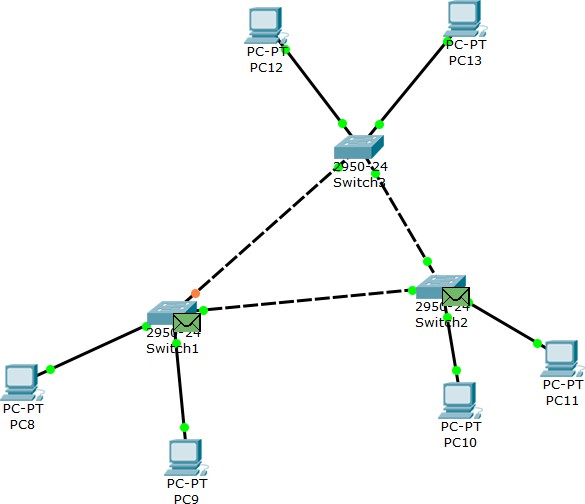 PC-PT
PC12
PC-PT
PC13
2950-24
Switch3
2950-24
Switch1
2950-24
Switch2
PC-PT
PC8
PC-PT
PC9
PC-PT
PC10
PC-PT
PC11